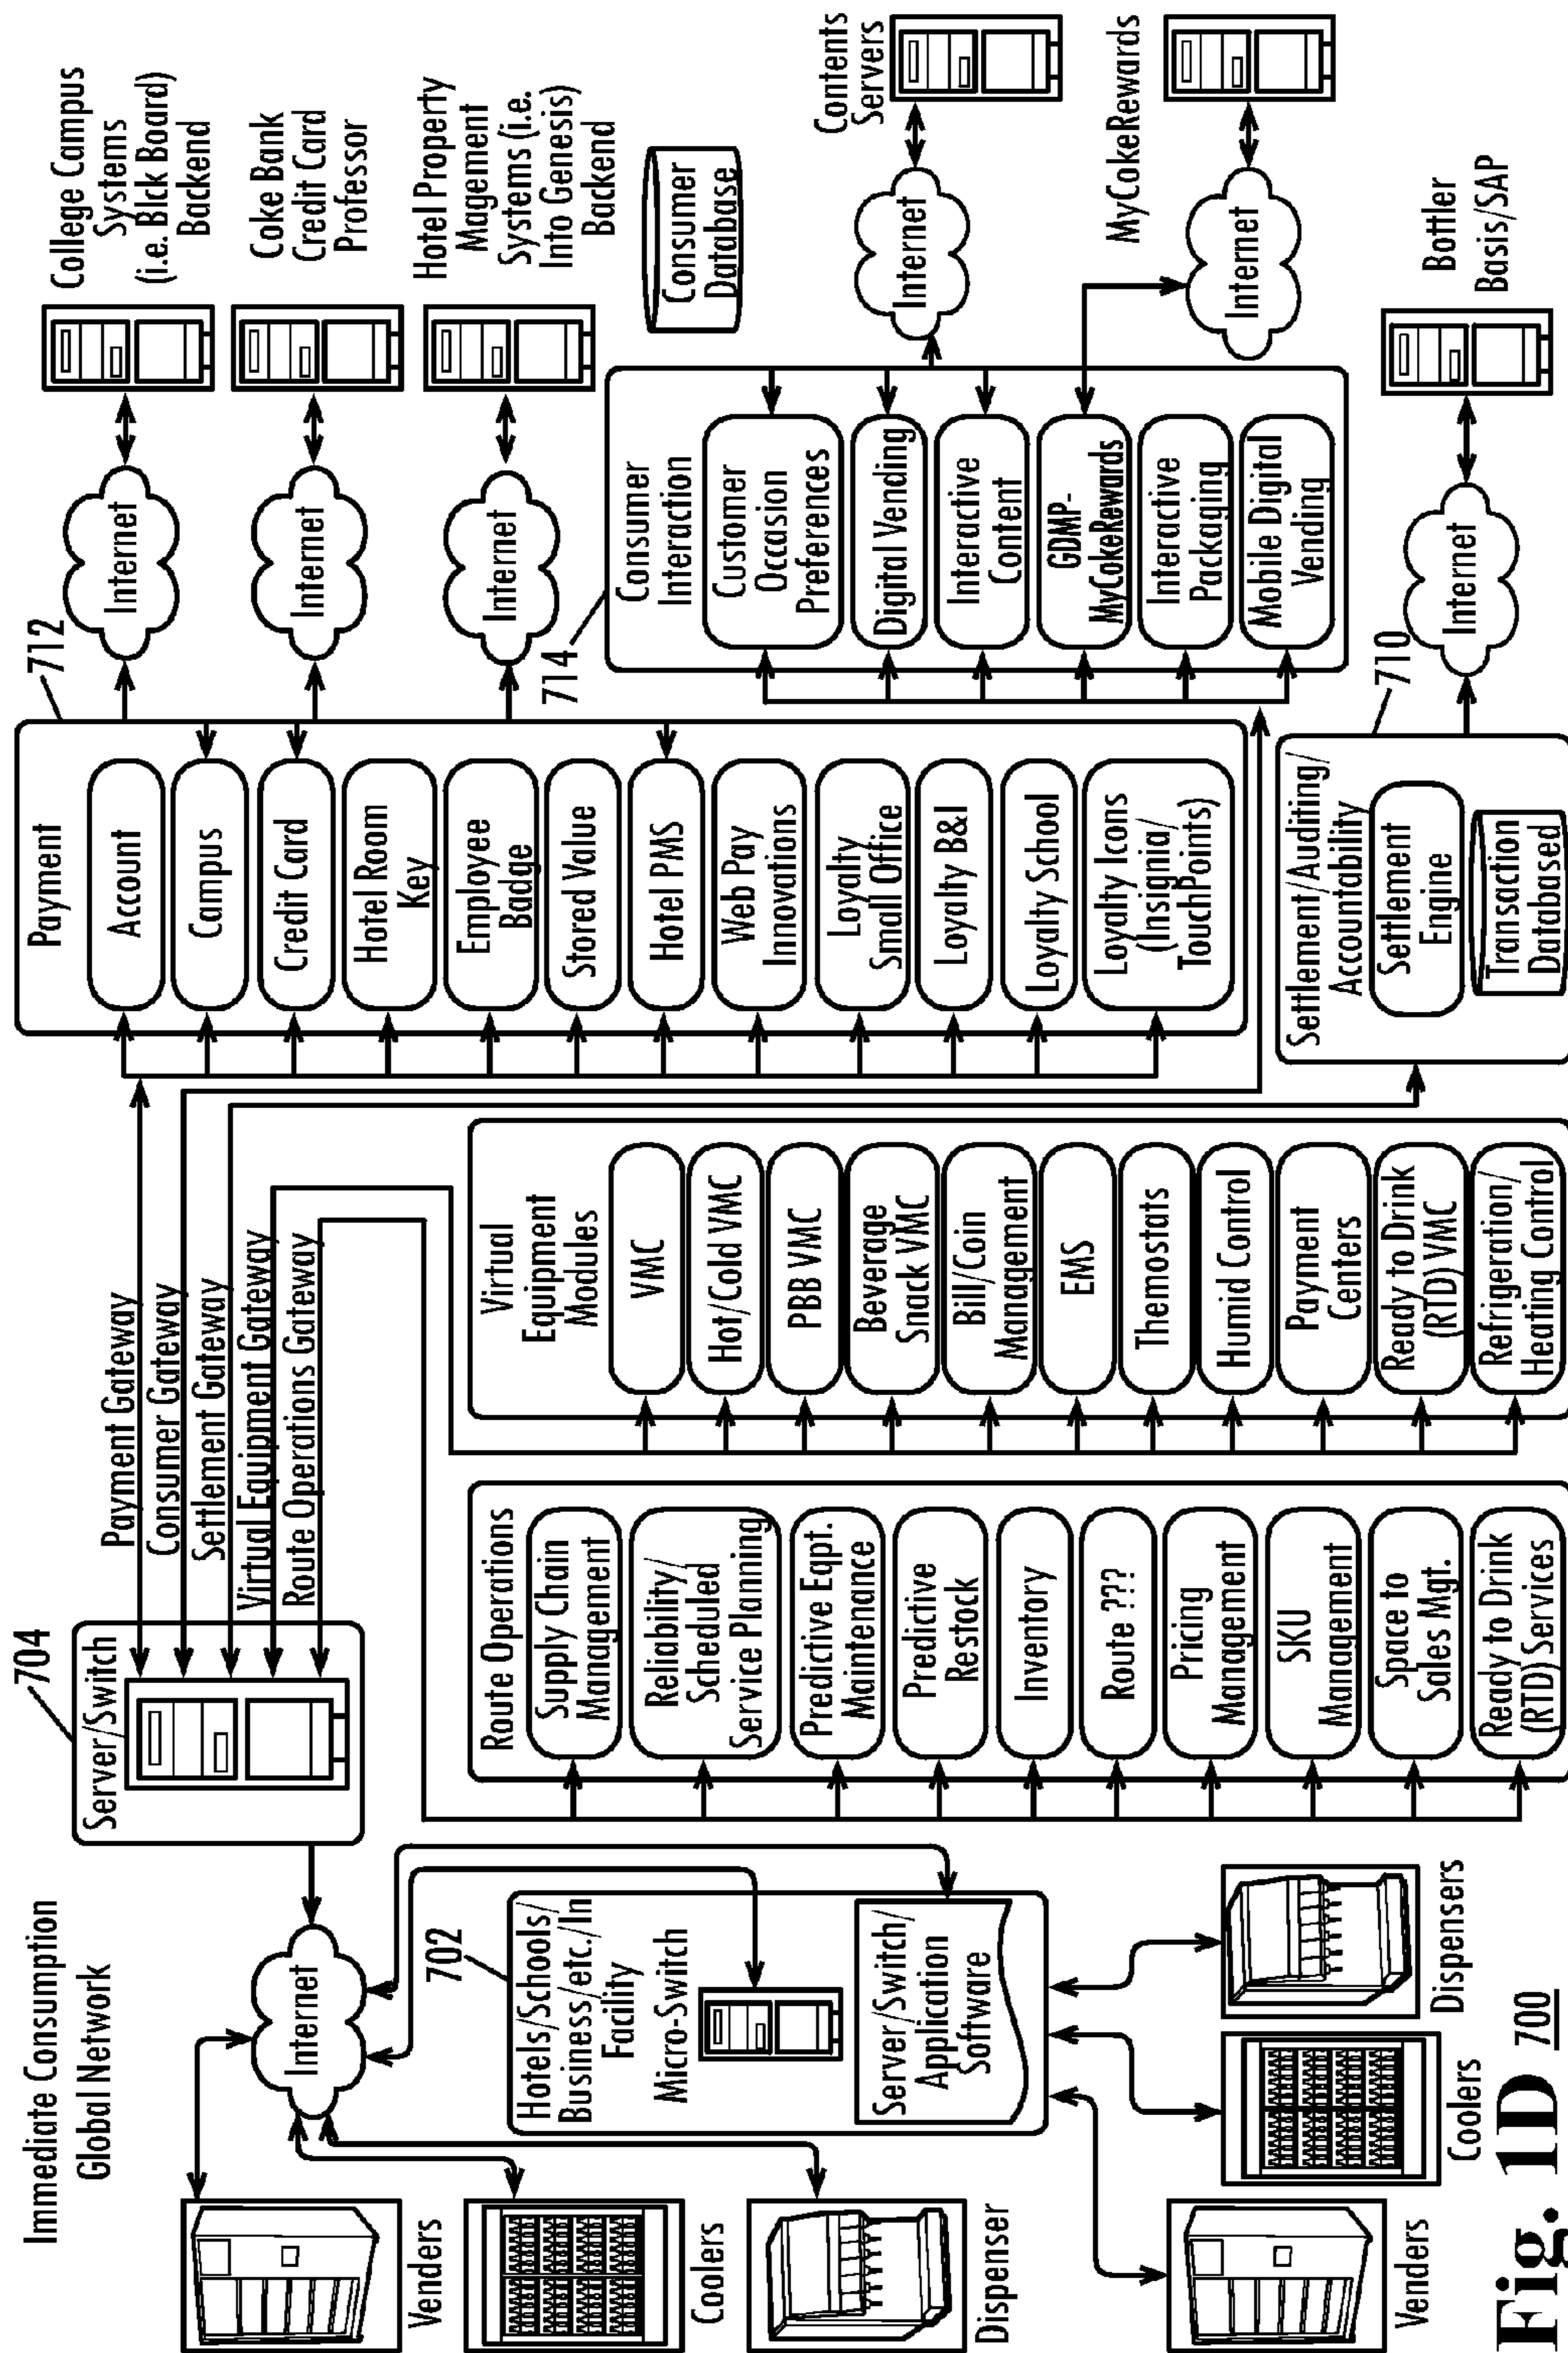 Immediate Consumption
Global Network
Venders
Coolers
Dispenser
Internet
Server/Switch
704
702
Hotels/Schools/
Business/etc./In
Facility
Micro-Switch
Server/Switch/
Application
Software
Venders
Coolers
Dispensers
Payment Gateway
Consumer Gateway
Settlement Gateway
Virtual Equipment Gateway
Route Operations Gateway
Route Operations
Supply Chain
Management
Reliability/
Scheduled
Service Planning
Predictive Eqpt.
Maintenance
Predictive
Restock
Inventory
Route ???
Pricing
Management
SKU
Management
Space to
Sales Mgt.
Ready to Drink
(RTD) Services
Virtual
Equipment
Modules
VMC
Hot/Cold VMC
PBB VMC
Beverage
Snack VMC
Bill/Coin
Management
EMS
Themostats
Humid Control
Payment
Centers
Ready to Drink
(RTD) VMC
Refrigeration/
Heating Control
712
Payment
Account
Campus
Credit Card
Hotel Room
Key
Employee
Badge
Stored Value
Hotel PMS
Web Pay
Innovations
Loyalty
Small Office
Loyalty B&I
Loyalty School
Loyalty Icons
(Insignia/
TouchPoints)
710
Settlement/Auditing/
Accountability
Settlement
Engine
Transaction
Databased
Internet
Internet
Internet
College Campus
Systems
(i.e. Blck Board)
Backend
Coke Bank
Credit Card
Professor
Hotel Property
Magement
Systems (i.e.
Into Genesis)
Backend
714
Consumer
Interaction
Customer
Occasion
Preferences
Digital Vending
Interactive
Content
GDMP-
MyCokeRewards
Interactive
Packaging
Mobile Digital
Vending
Consumer
Database
Internet
Contents
Servers
Internet
MyCokeRewards
Internet
Bottler
Basis/SAP
Fig. 1D 700